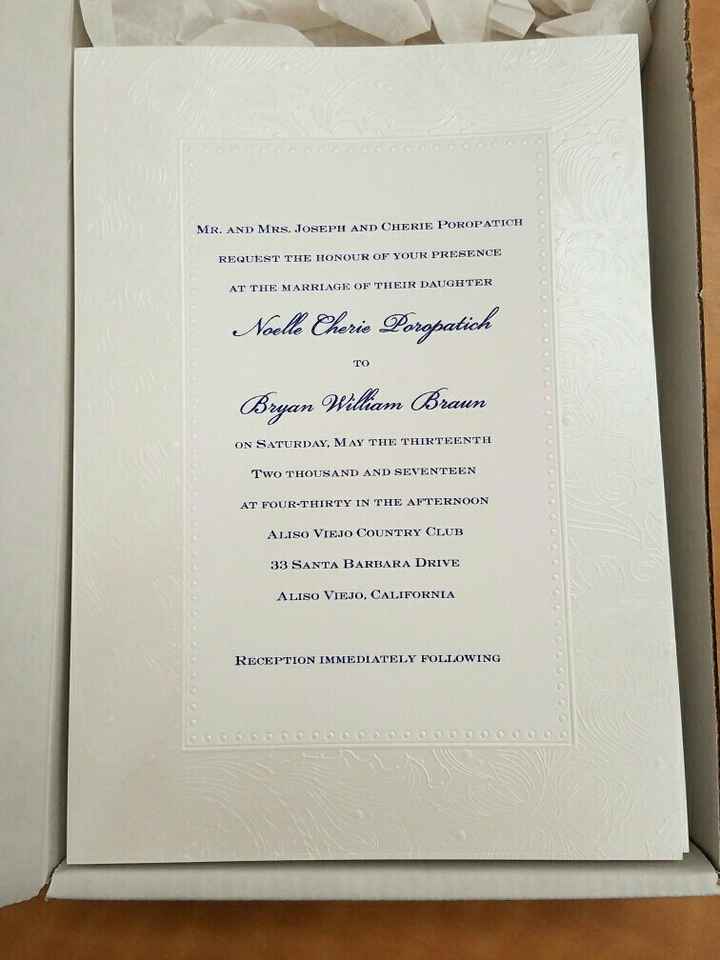 Mr. and Mrs. Joseph and Cherie Poropatich
request the honour of your presence
at the marriage of their daughter
Noelle Cherie Poropatich
to
Bryan William Braun
on Saturday, May the thirteenth
Two thousand and seventeen
at four-thirty in the afternoon
Aliso Viejo Country Club
33 Santa Barbara Drive
Aliso Viejo, California
Reception immediately following